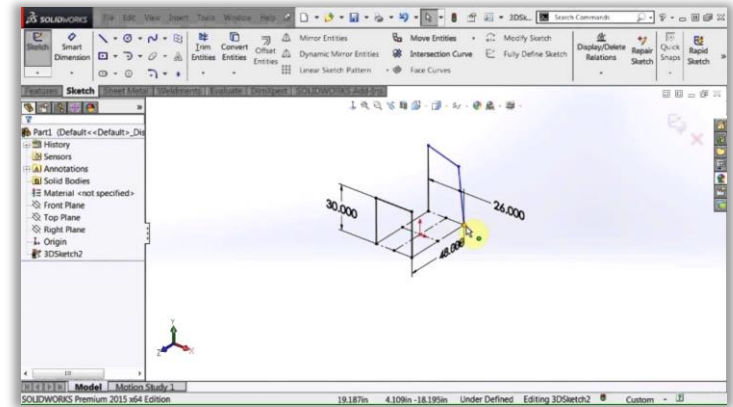 SOLIDWORKS File Edit View Insert Tools Window Help 3DSk... Search Commands
Sketch Smart Dimension Trim Entities Convert Entities Offset Entities Mirror Entities Dynamic Mirror Entities Linear Sketch Pattern Move Entities Intersection Curve Face Curves Modify Sketch Fully Define Sketch Display/Delete Relations Repair Sketch Quick Snaps Rapid Sketch
Features Sketch Sheet Metal Weldments Evaluate DimXpert SOLIDWORKS Add-Ins
Part1 (Default<<Default>_Dis
History
Sensors
Annotations
Solid Bodies
Material <not specified>
Front Plane
Top Plane
Right Plane
Origin
3DSketch2
30.000
26.000
48.000
Y
Z X
Model Motion Study 1
SOLIDWORKS Premium 2015 x64 Edition 19.187in 4.109in -18.195in Under Defined Editing 3DSketch2 Custom